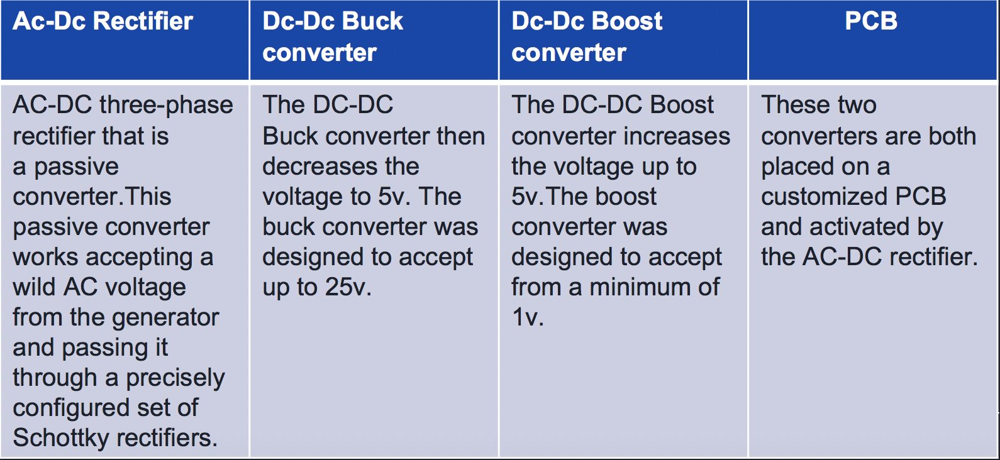 Ac-Dc Rectifier
Dc-Dc Buck
converter
Dc-Dc Boost
converter
PCB
AC-DC three-phase
rectifier that is
a passive
converter.This
passive converter
works accepting a
wild AC voltage
from the generator
and passing it
through a precisely
configured set of
Schottky rectifiers.
The DC-DC
Buck converter then
decreases the
voltage to 5v. The
buck converter was
designed to accept
up to 25v.
The DC-DC Boost
converter increases
the voltage up to
5v.The boost
converter was
designed to accept
from a minimum of
1v.
These two
converters are both
placed on a
customized PCB
and activated by
the AC-DC rectifier.